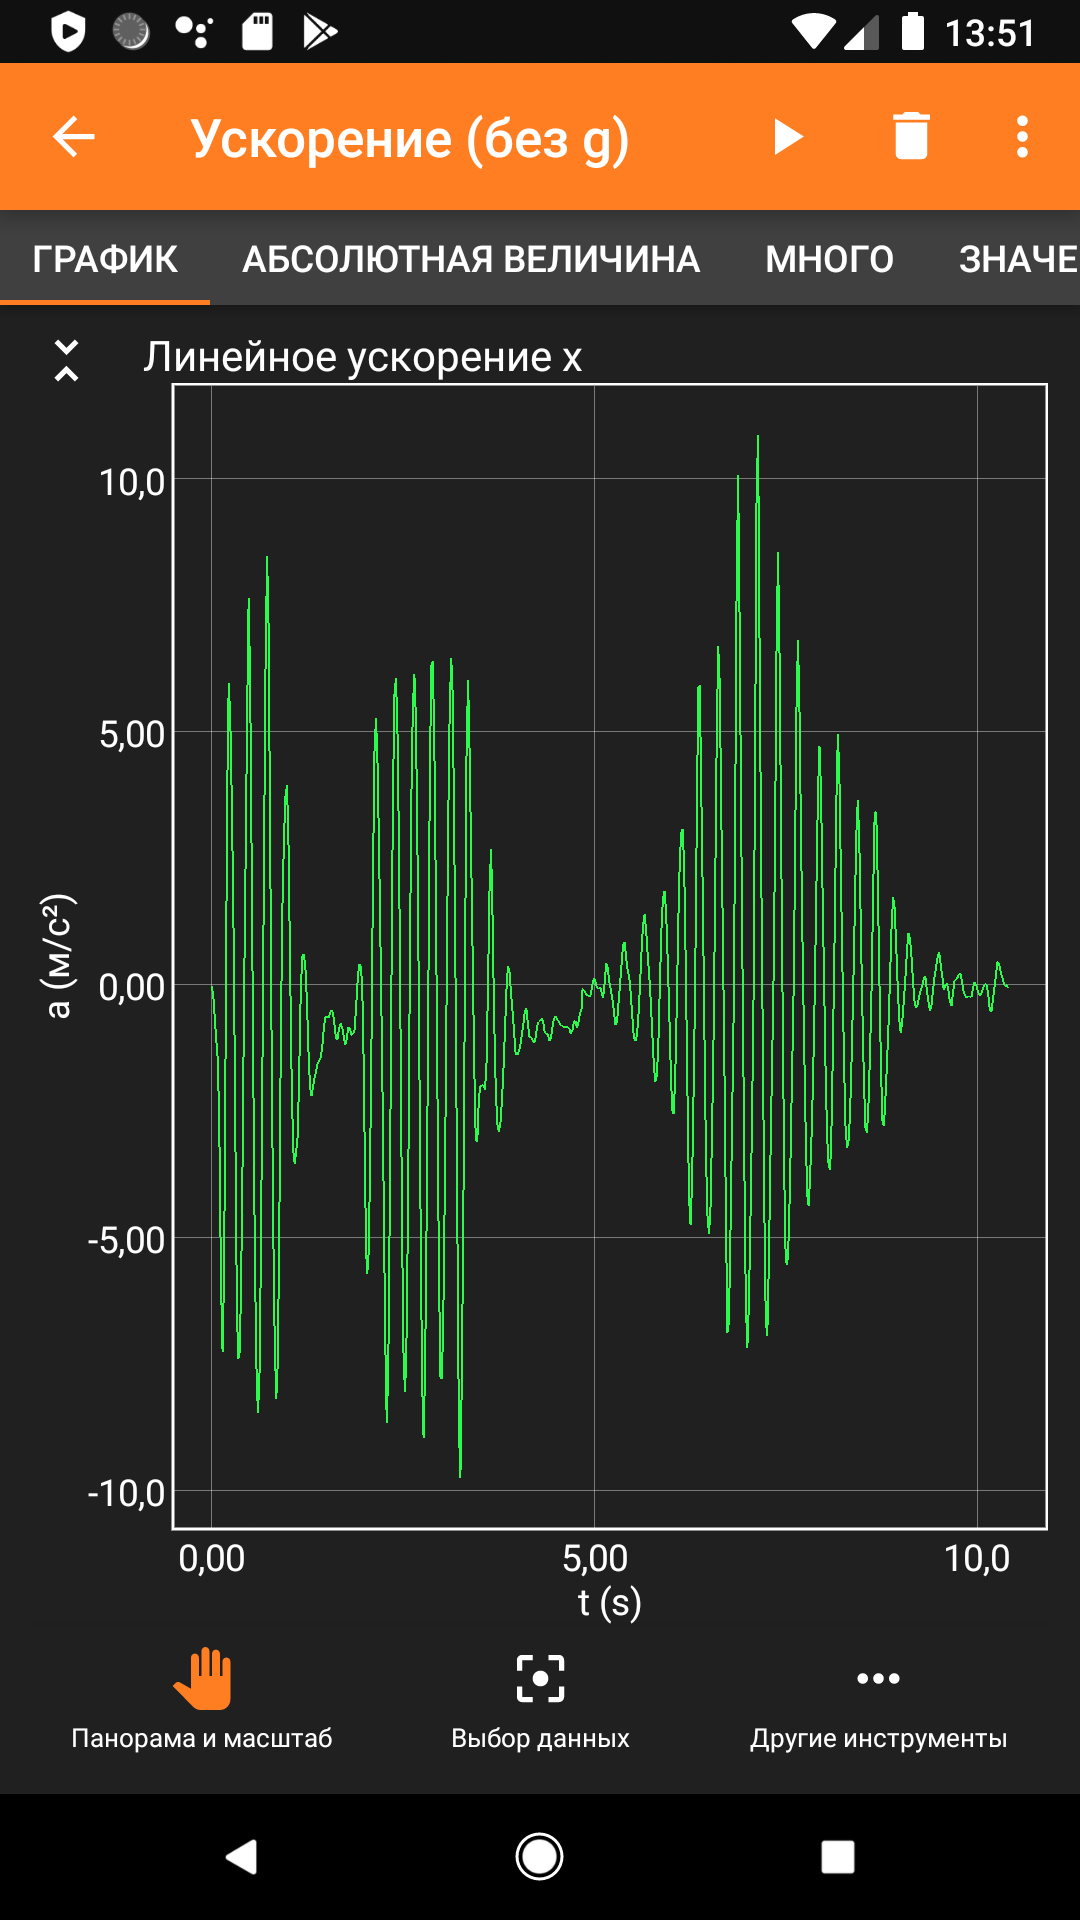 13:51
Ускорение (без g)
ГРАФИК АБСОЛЮТНАЯ ВЕЛИЧИНА МНОГО ЗНАЧЕ
Линейное ускорение x
10,0
5,00
0,00
-5,00
-10,0
a (м/с²)
0,00 5,00 10,0
t (s)
Панорама и масштаб Выбор данных Другие инструменты